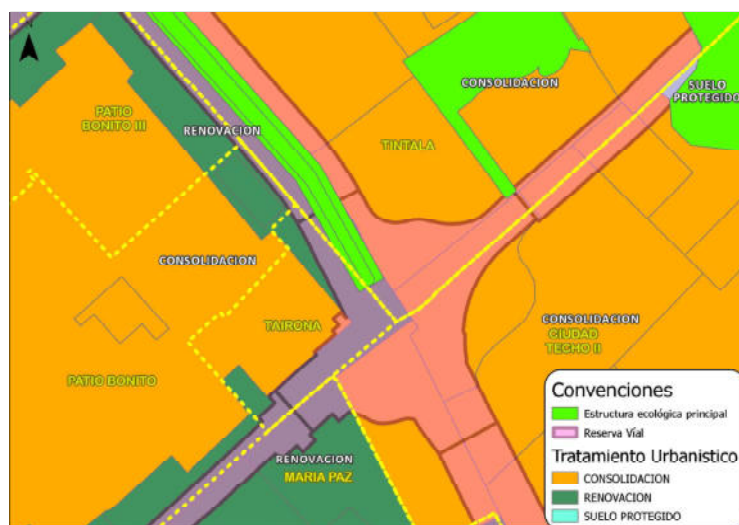 CONSOLIDACION
SUELO
PROTEGIDO
PATIO
BONITO III
RENOVACION
TINTALA
CONSOLIDACION
CONSOLIDACION
TAIRONA
CIUDAD
TECHO II
PATIO BONITO
RENOVACION
MARIA PAZ
Convenciones
Estructura ecológica principal
Reserva Víal
Tratamiento Urbanistico
CONSOLIDACION
RENOVACION
SUELO PROTEGIDO